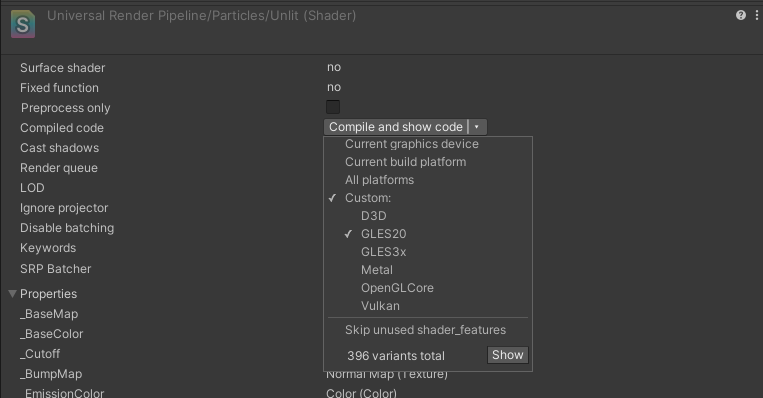 Universal Render Pipeline/Particles/Unlit (Shader)
Surface shader no
Fixed function no
Preprocess only
Compiled code Compile and show code
Cast shadows Current graphics device
Render queue Current build platform
LOD All platforms
Ignore projector Custom:
Disable batching D3D
GLES20
Keywords GLES3x
SRP Batcher Metal
Properties OpenGLCore
_BaseMap Vulkan
_BaseColor Skip unused shader_features
_Cutoff 396 variants total Show
_BumpMap Normal Map (Texture)
_EmissionColor Color (Color)